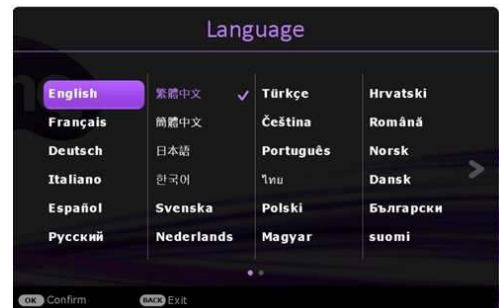 Language
English 繁體中文 ✓ Türkçe Hrvatski
Français 簡體中文 Čeština Română
Deutsch 日本語 Português Norsk
Italiano 한국어 ไทย Dansk >
Español Svenska Polski Български
Русский Nederlands Magyar suomi
OK Confirm BACK Exit